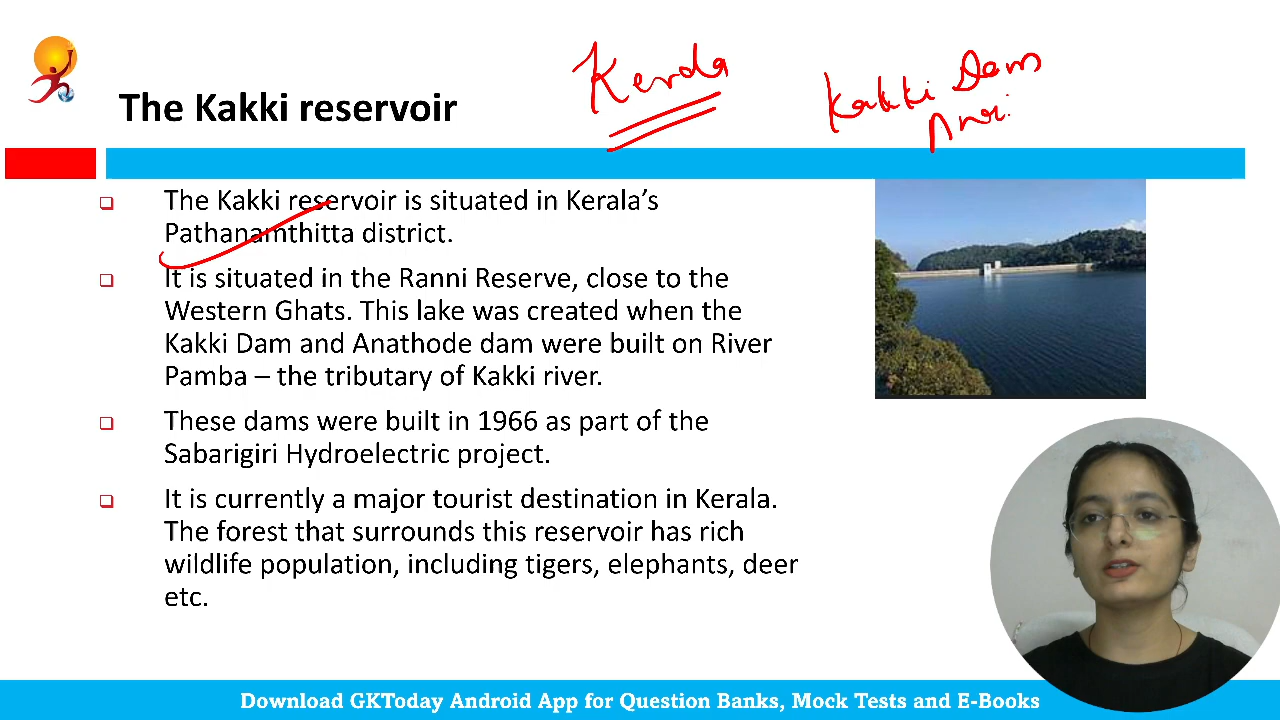 Kerala
Kakki Dam
The Kakki reservoir
The Kakki reservoir is situated in Kerala’s
Pathanamthitta district.
It is situated in the Ranni Reserve, close to the
Western Ghats. This lake was created when the
Kakki Dam and Anathode dam were built on River
Pamba – the tributary of Kakki river.
These dams were built in 1966 as part of the
Sabarigiri Hydroelectric project.
It is currently a major tourist destination in Kerala.
The forest that surrounds this reservoir has rich
wildlife population, including tigers, elephants, deer
etc.
Download GKToday Android App for Question Banks, Mock Tests and E-Books